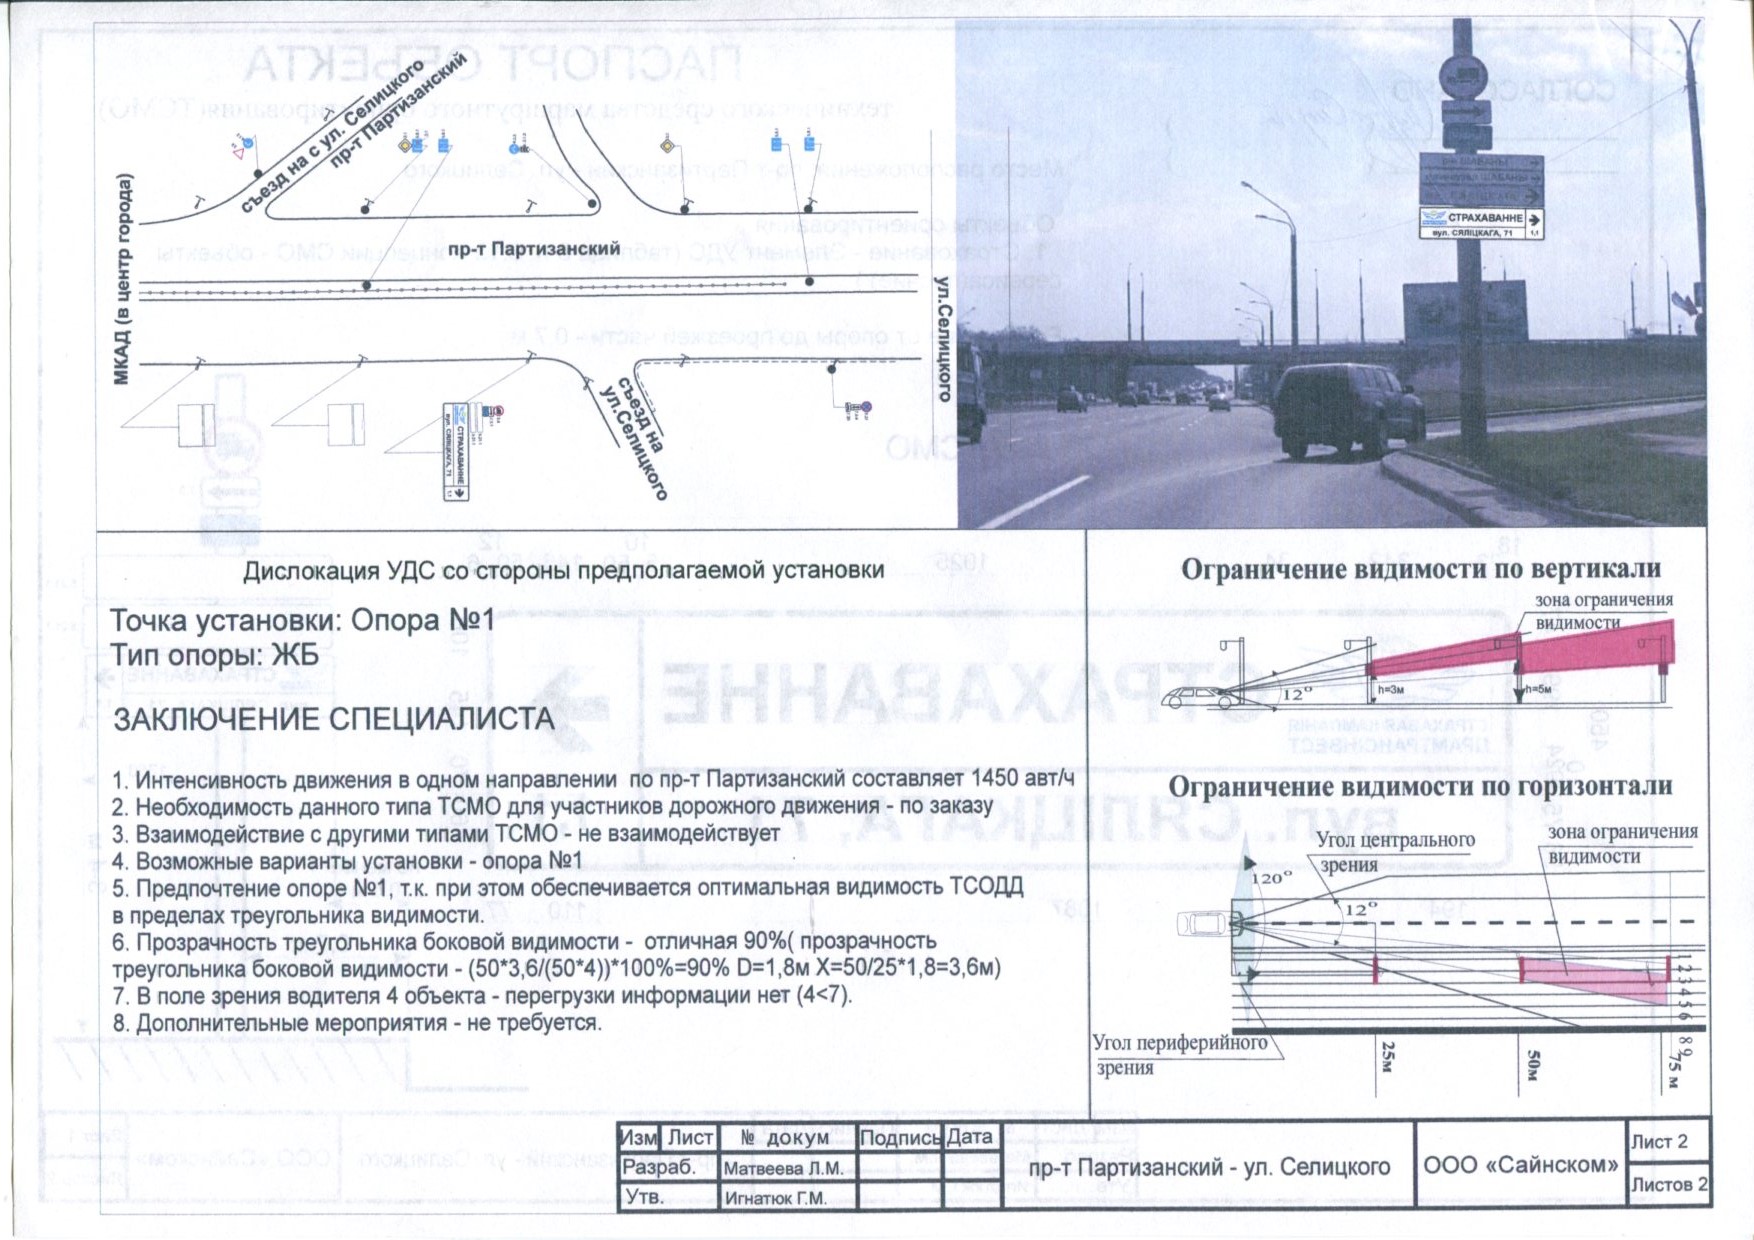 съезд на с ул. Селицкого
пр-т Партизанский
МКАД (в центр города)
пр-т Партизанский
ул.Селицкого
съезд на
ул.Селицкого
СТРАХАВАННЕ
вул. СЯЛІЦКАГА, 71 1,1
СТРАХАВАННЕ
вул. СЯЛІЦКАГА, 71 1,1
Дислокация УДС со стороны предполагаемой установки
Точка установки: Опора №1
Тип опоры: ЖБ
ЗАКЛЮЧЕНИЕ СПЕЦИАЛИСТА
1. Интенсивность движения в одном направлении по пр-т Партизанский составляет 1450 авт/ч
2. Необходимость данного типа ТСМО для участников дорожного движения - по заказу
3. Взаимодействие с другими типами ТСМО - не взаимодействует
4. Возможные варианты установки - опора №1
5. Предпочтение опоре №1, т.к. при этом обеспечивается оптимальная видимость ТСОДД
в пределах треугольника видимости.
6. Прозрачность треугольника боковой видимости - отличная 90%( прозрачность
треугольника боковой видимости - (50*3,6/(50*4))*100%=90% D=1,8м X=50/25*1,8=3,6м)
7. В поле зрения водителя 4 объекта - перегрузки информации нет (4<7).
8. Дополнительные мероприятия - не требуется.
Ограничение видимости по вертикали
зона ограничения
видимости
12°
h=3м
h=5м
Ограничение видимости по горизонтали
Угол центрального
зрения
зона ограничения
видимости
120°
12°
1 2 3 4 5 6 8 9
Угол периферийного
зрения
25м
50м
75 м
Изм Лист № докум Подпись Дата
Разраб. Матвеева Л.М.
Утв. Игнатюк Г.М.
пр-т Партизанский - ул. Селицкого
ООО «Сайнском»
Лист 2
Листов 2